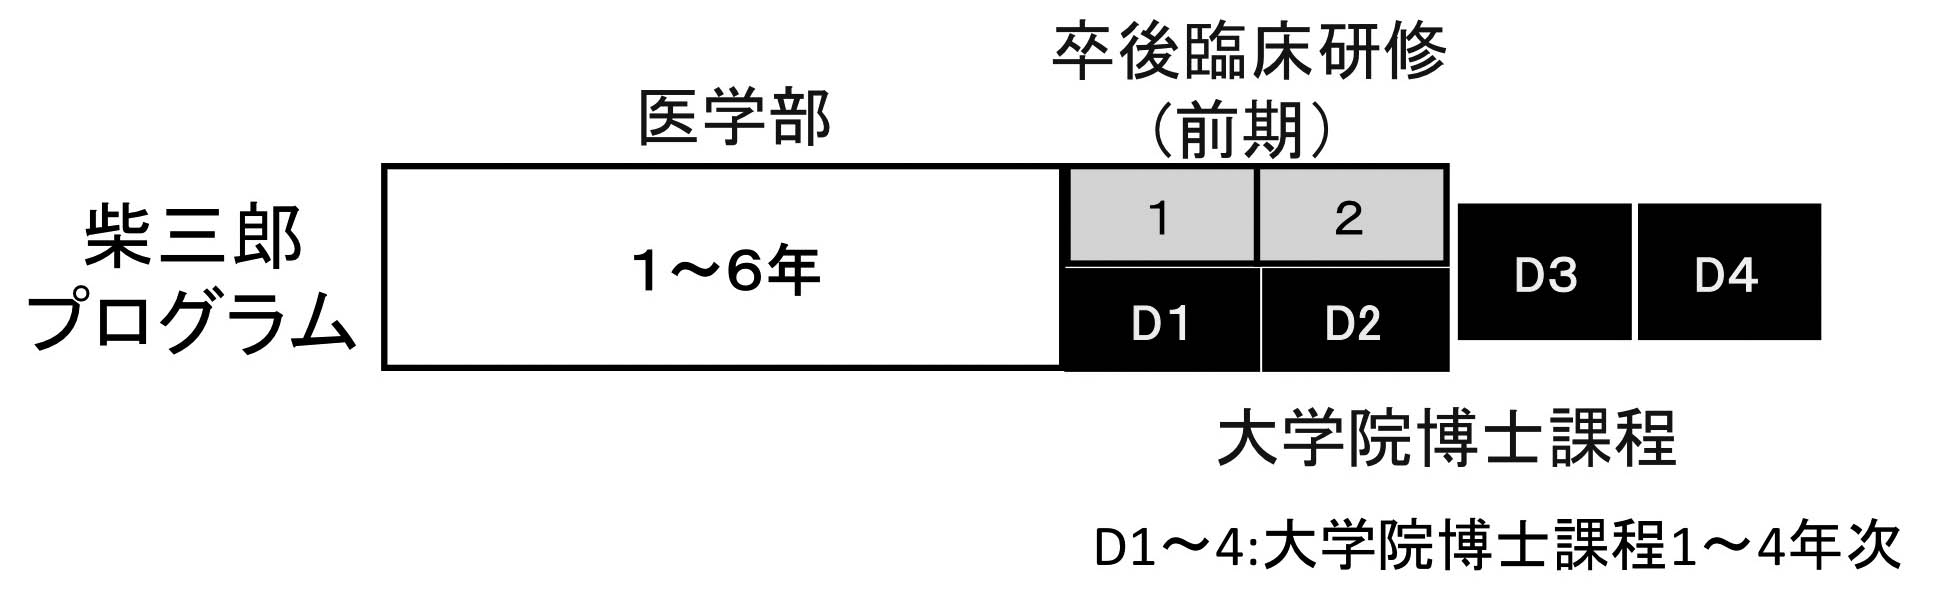 卒後臨床研修
（前期）
医学部
柴三郎
プログラム
１～６年
1
2
D1
D2
D3
D4
大学院博士課程
D1～4:大学院博士課程1～4年次